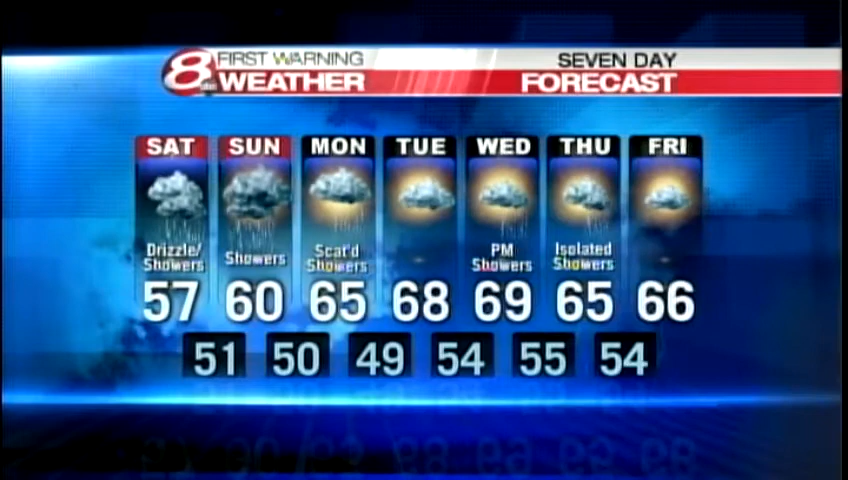 8 FIRST WARNING
WEATHER
SEVEN DAY
FORECAST
SAT SUN MON TUE WED THU FRI
Drizzle/ Showers Showers Scat'd Showers PM Showers Isolated Showers
57 60 65 68 69 65 66
51 50 49 54 55 54